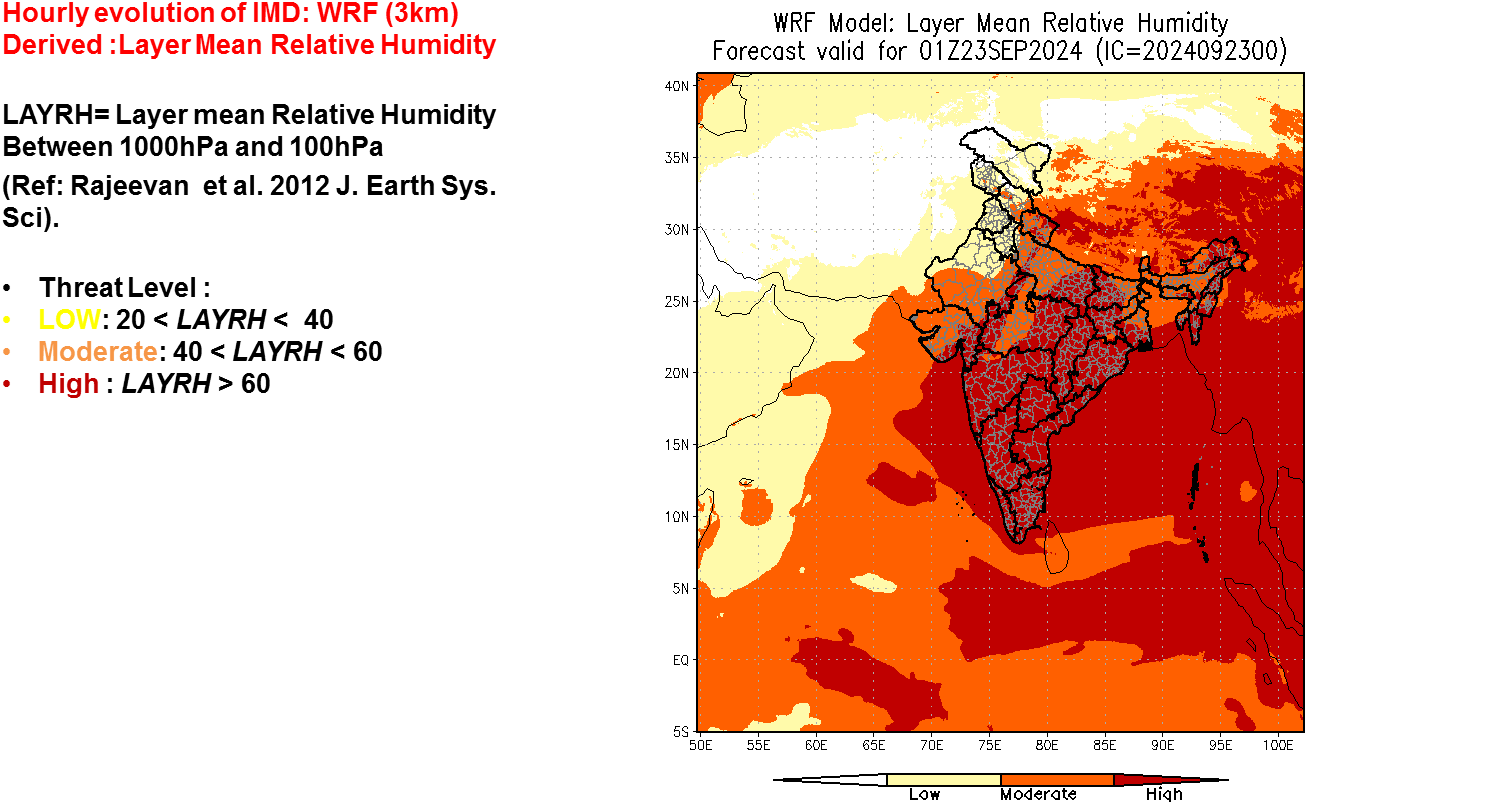 Hourly evolution of IMD: WRF (3km)
Derived :Layer Mean Relative Humidity
LAYRH= Layer mean Relative Humidity
Between 1000hPa and 100hPa
(Ref: Rajeevan et al. 2012 J. Earth Sys.
Sci).
• Threat Level :
• LOW: 20 < LAYRH < 40
• Moderate: 40 < LAYRH < 60
• High : LAYRH > 60
WRF Model: Layer Mean Relative Humidity
Forecast valid for 01Z23SEP2024 (IC=2024092300)
40N
35N
30N
25N
20N
15N
10N
5N
EQ
5S
50E 55E 60E 65E 70E 75E 80E 85E 90E 95E 100E
Low Moderate High